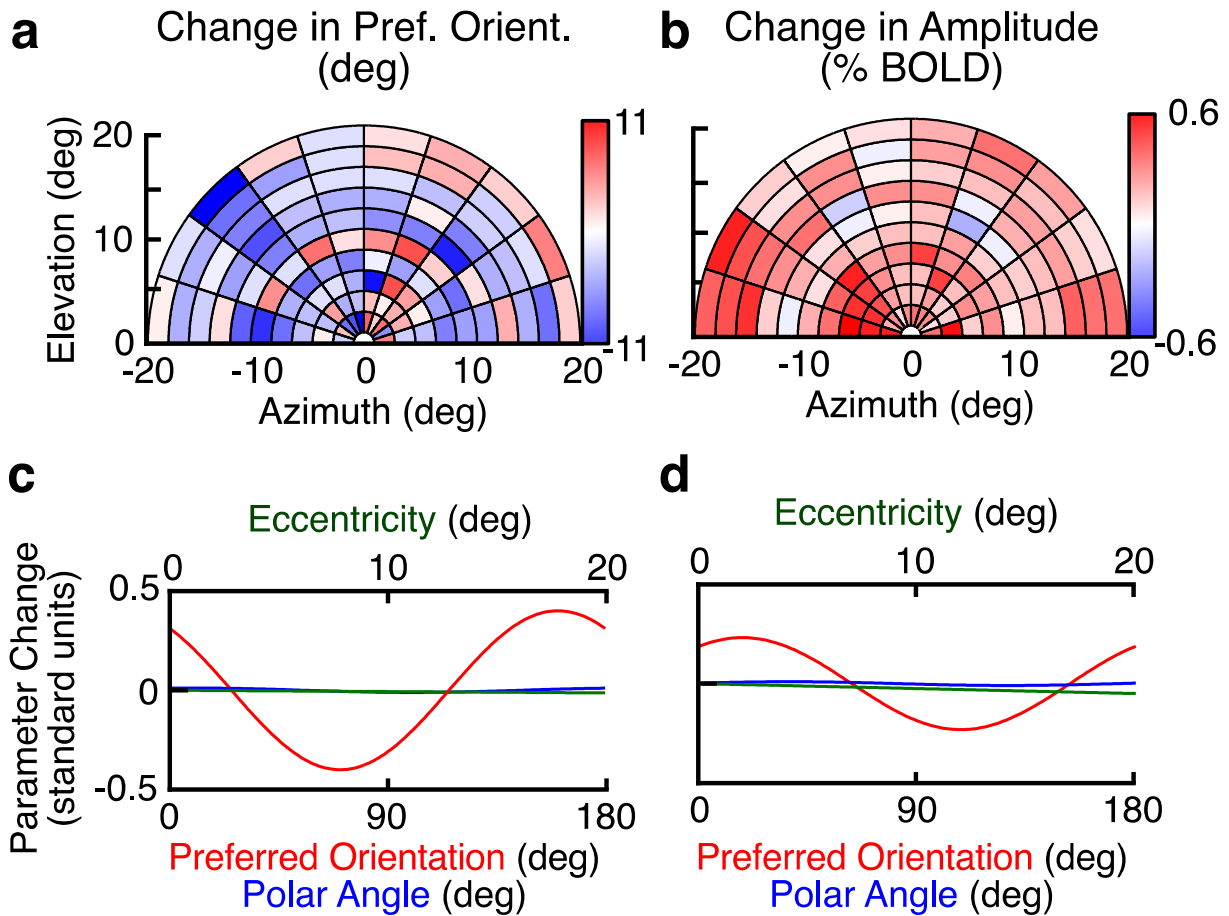 a
Change in Pref. Orient.
(deg)
b
Change in Amplitude
(% BOLD)
Elevation (deg)
20
10
0
-20
-10
0
10
20
Azimuth (deg)
11
-11
-20
-10
0
10
20
Azimuth (deg)
0.6
-0.6
c
Eccentricity (deg)
0
10
20
Parameter Change
(standard units)
0.5
0
-0.5
0
90
180
Preferred Orientation (deg)
Polar Angle (deg)
d
Eccentricity (deg)
0
10
20
0
90
180
Preferred Orientation (deg)
Polar Angle (deg)